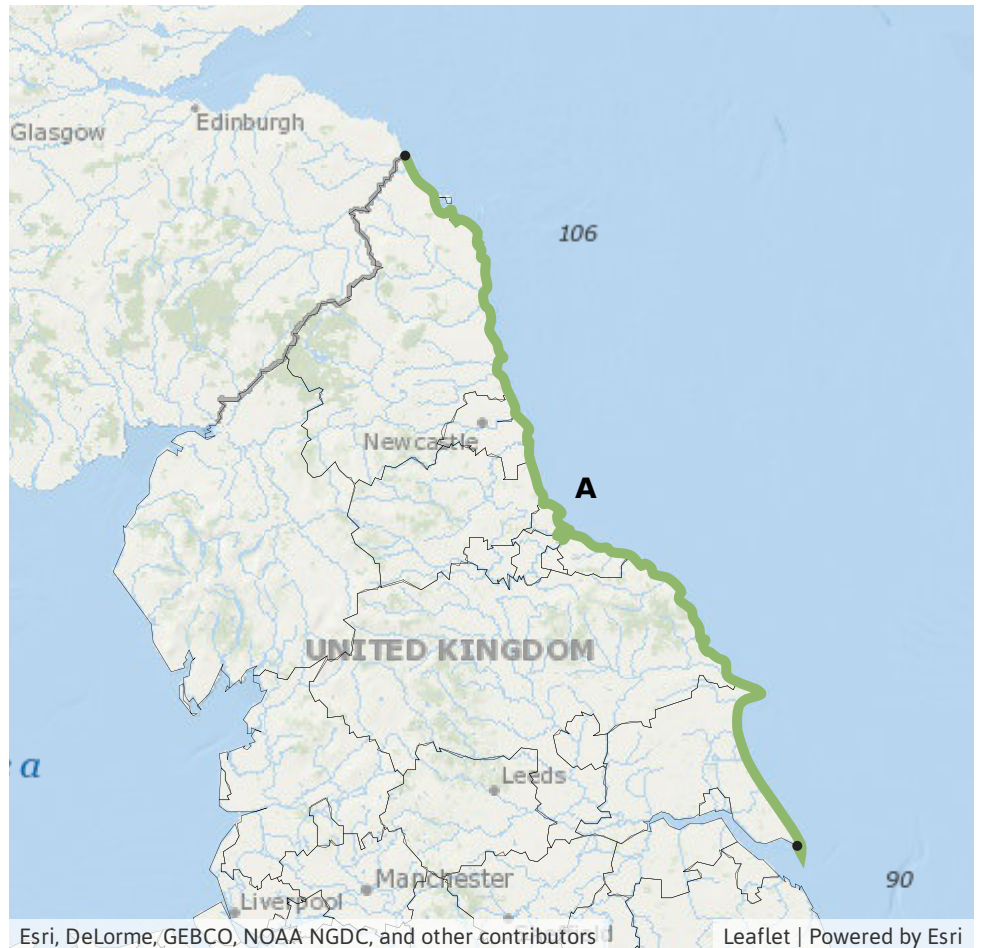 Edinburgh
Glasgow
106
Newcastle
A
UNITED KINGDOM
a
Leeds
Manchester
90
Liverpool
Sheffield
Esri, DeLorme, GEBCO, NOAA NGDC, and other contributors
Leaflet | Powered by Esri